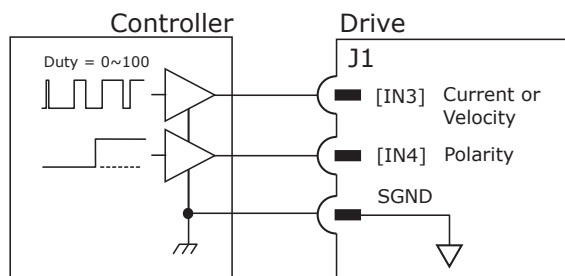 Controller
Drive
Duty = 0~100
J1
[IN3] Current or
Velocity
[IN4] Polarity
SGND